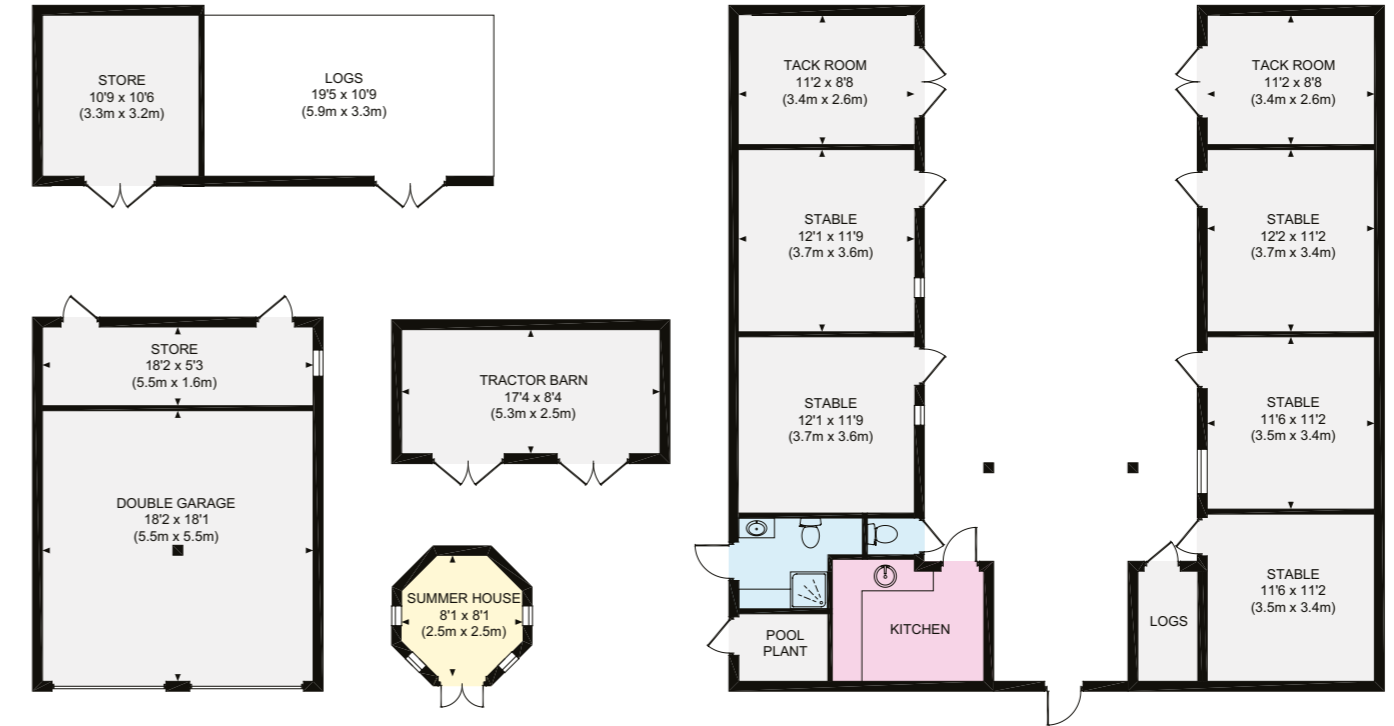 STORE
10'9 x 10'6
(3.3m x 3.2m)
LOGS
19'5 x 10'9
(5.9m x 3.3m)
STORE
18'2 x 5'3
(5.5m x 1.6m)
DOUBLE GARAGE
18'2 x 18'1
(5.5m x 5.5m)
TRACTOR BARN
17'4 x 8'4
(5.3m x 2.5m)
SUMMER HOUSE
8'1 x 8'1
(2.5m x 2.5m)
TACK ROOM
11'2 x 8'8
(3.4m x 2.6m)
STABLE
12'1 x 11'9
(3.7m x 3.6m)
STABLE
12'1 x 11'9
(3.7m x 3.6m)
POOL
PLANT
KITCHEN
TACK ROOM
11'2 x 8'8
(3.4m x 2.6m)
STABLE
12'2 x 11'2
(3.7m x 3.4m)
STABLE
11'6 x 11'2
(3.5m x 3.4m)
STABLE
11'6 x 11'2
(3.5m x 3.4m)
LOGS